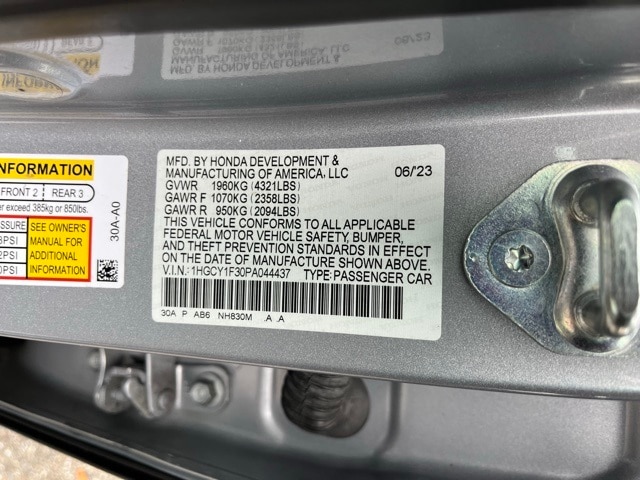 MFD. BY HONDA DEVELOPMENT &
MANUFACTURING OF AMERICA, LLC 06/'23
GVWR 1960KG (4321LBS)
GAWR F 1070KG (2358LBS)
GAWR R 950KG (2094LBS)
THIS VEHICLE CONFORMS TO ALL APPLICABLE
FEDERAL MOTOR VEHICLE SAFETY, BUMPER,
AND THEFT PREVENTION STANDARDS IN EFFECT
ON THE DATE OF MANUFACTURE SHOWN ABOVE.
V.I.N.:1HGCY1F30PA044437 TYPE:PASSENGER CAR
30A P AB6 NH830M .A .A
INFORMATION
FRONT 2 REAR 3
exceed 385kg or 850lbs.
SEE OWNER'S
MANUAL FOR
ADDITIONAL
INFORMATION
PSI
PSI
PSI
30A-A0